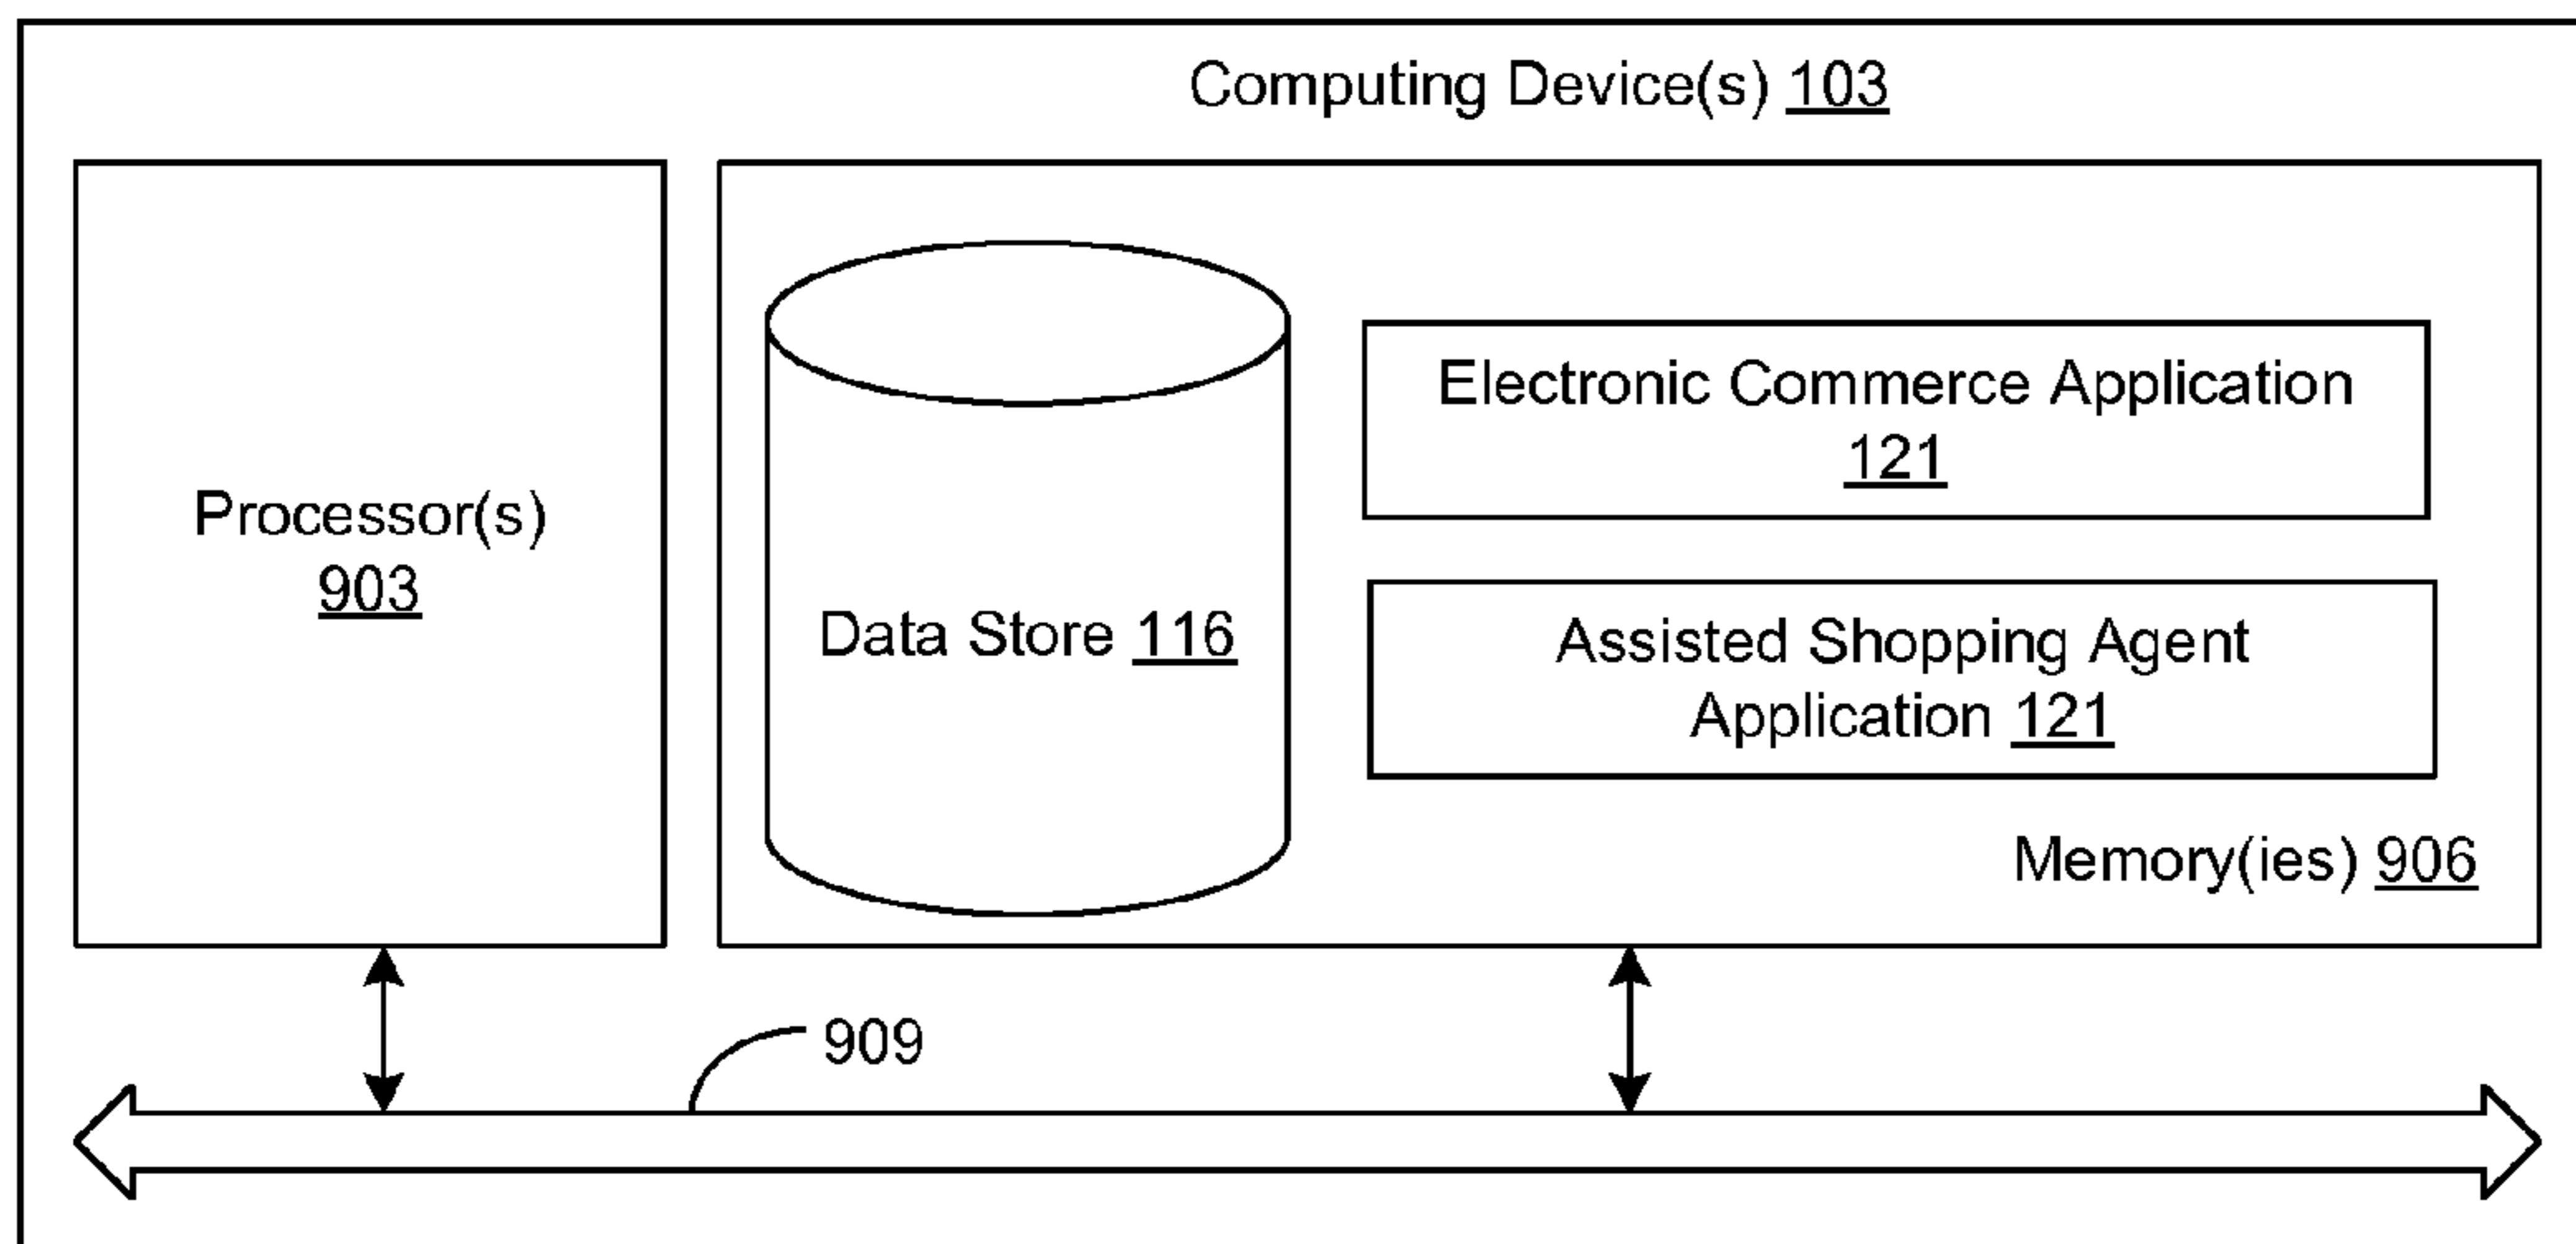 Computing Device(s) 103
Processor(s)
903
Data Store 116
Electronic Commerce Application
121
Assisted Shopping Agent
Application 121
Memory(ies) 906
909